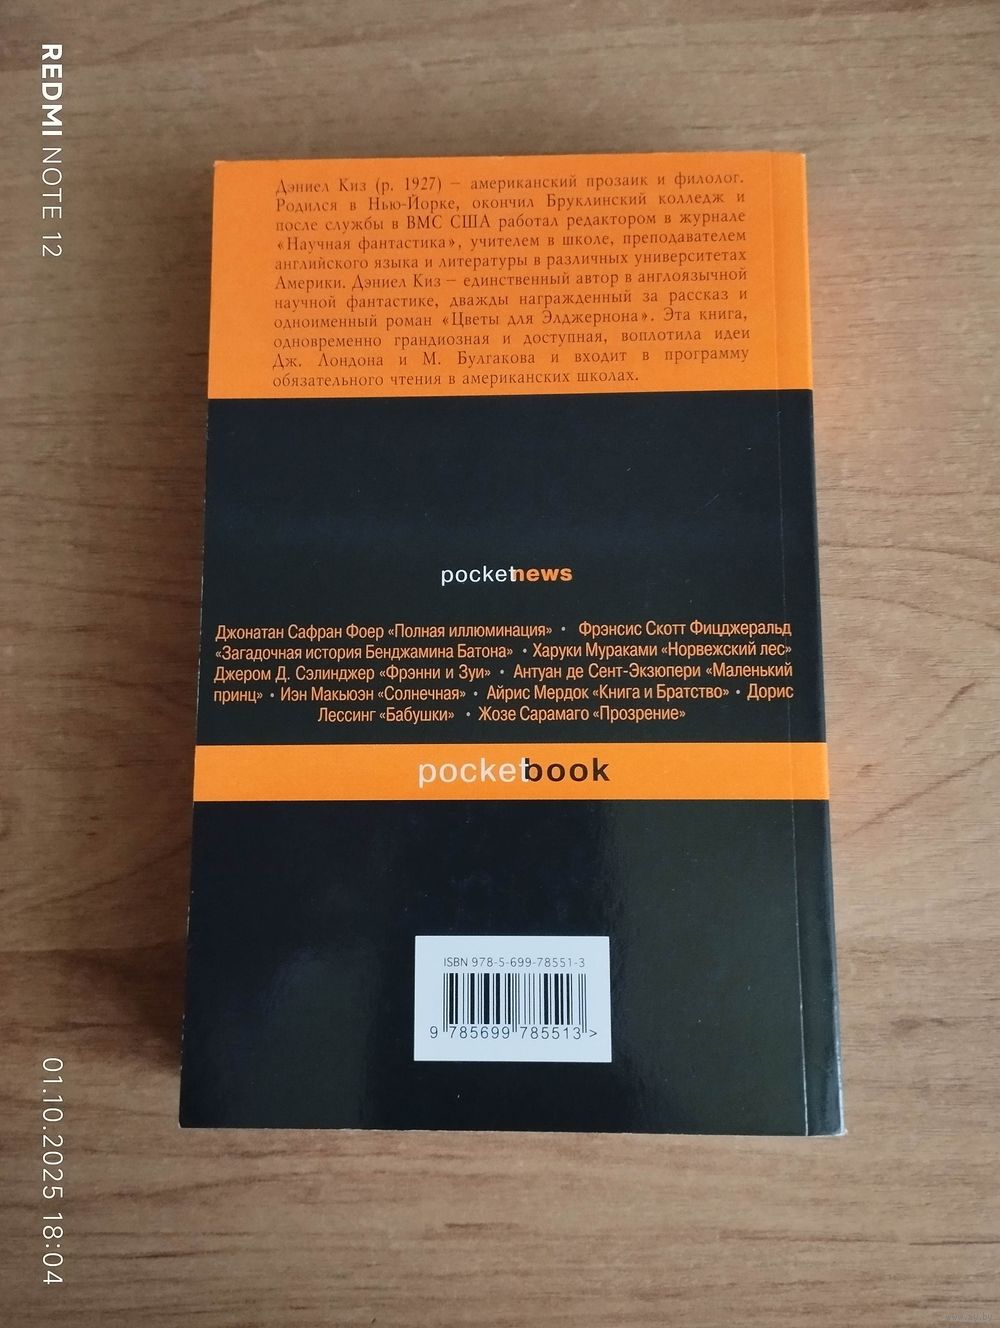 REDMI NOTE 12
01.10.2025 18:04
Дэниел Киз (р. 1927) – американский прозаик и филолог.
Родился в Нью-Йорке, окончил Бруклинский колледж и
после службы в ВМС США работал редактором в журнале
«Научная фантастика», учителем в школе, преподавателем
английского языка и литературы в различных университетах
Америки. Дэниел Киз – единственный автор в англоязычной
научной фантастике, дважды награжденный за рассказ и
одноименный роман «Цветы для Элджернона». Эта книга,
одновременно грандиозная и доступная, воплотила идеи
Дж. Лондона и М. Булгакова и входит в программу
обязательного чтения в американских школах.
pocketnews
Джонатан Сафран Фоер «Полная иллюминация» • Фрэнсис Скотт Фицджеральд
«Загадочная история Бенджамина Батона» • Харуки Мураками «Норвежский лес»
Джером Д. Сэлинджер «Фрэнни и Зуи» • Антуан де Сент-Экзюпери «Маленький
принц» • Иэн Макьюэн «Солнечная» • Айрис Мердок «Книга и Братство» • Дорис
Лессинг «Бабушки» • Жозе Сарамаго «Прозрение»
pocketbook
ISBN 978-5-699-78551-3
9 785699 785513 >